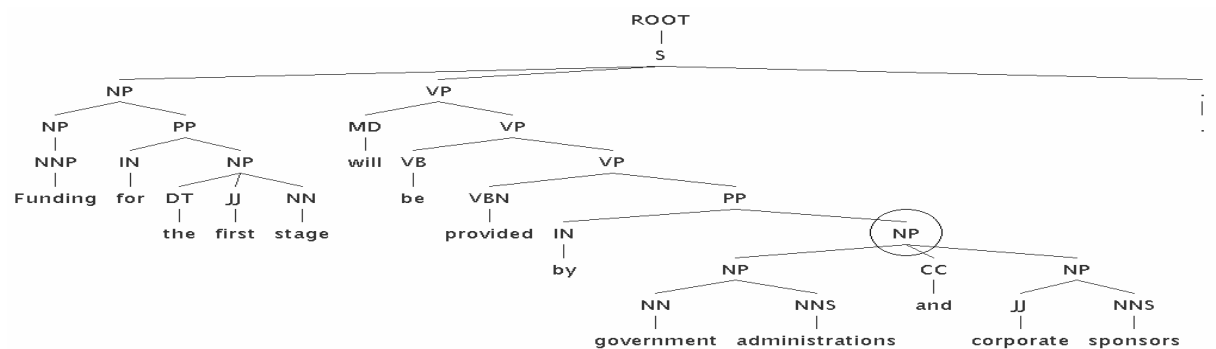 ROOT
S
NP VP .
NP PP MD VP .
NNP IN NP will VB VP
Funding for DT JJ NN be VBN PP
the first stage provided IN NP
by NP CC NP
NN NNS and JJ NNS
government administrations corporate sponsors